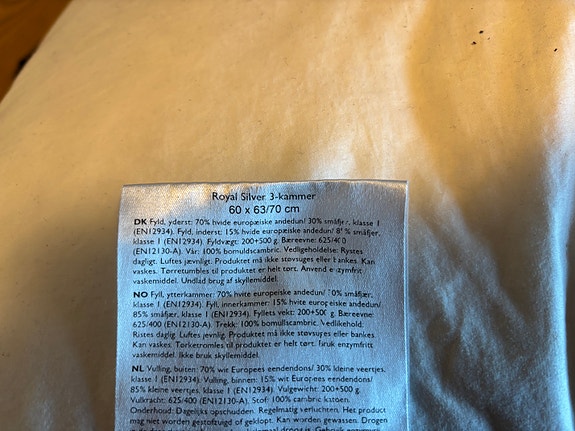 Royal Silver 3-kammer
60 x 63/70 cm
DK Fyld, yderst: 70% hvide europæiske andedun/ 30% småfjer, klasse 1
(EN12934). Fyld, inderst: 15% hvide europæiske andedun/ 8 % småfjer,
klasse 1 (EN12934). Fyldvægt: 200+500 g. Bæreevne: 625/400
(EN12130-A). Vår: 100% bomuldscambric. Vedligeholdelse: Rystes
dagligt. Luftes jævnligt. Produktet må ikke støvsuges eller bankes. Kan
vaskes. Tørretumbles til produktet er helt tørt. Anvend enzymfrit
vaskemiddel. Undlad brug af skyllemiddel.
NO Fyll, ytterkammer: 70% hvite europeiske andedun/ 30% småfjær,
klasse 1 (EN12934). Fyll, innerkammer: 15% hvite europeiske andedun/
85% småfjær, klasse 1 (EN12934). Fyllets vekt: 200+500 g. Bæreevne:
625/400 (EN12130-A). Trekk: 100% bomullscambric. Vedlikehold:
Ristes daglig. Luftes jevnlig. Produktet må ikke støvsuges eller bankes.
Kan vaskes. Tørketromles til produktet er helt tørt. Bruk enzymfritt
vaskemiddel. Ikke bruk skyllemiddel.
NL Vulling, buiten: 70% wit Europees eendendons/ 30% kleine veertjes,
klasse 1 (EN12934). Vulling, binnen: 15% wit Europees eendendons/
85% kleine veertjes, klasse 1 (EN12934). Vulgewicht: 200+500 g.
Vulkracht: 625/400 (EN12130-A). Stof: 100% cambric katoen.
Onderhoud: Dagelijks opschudden. Regelmatig verluchten. Het product
mag niet worden gestofzuigd of geklopt. Kan worden gewassen. Drogen